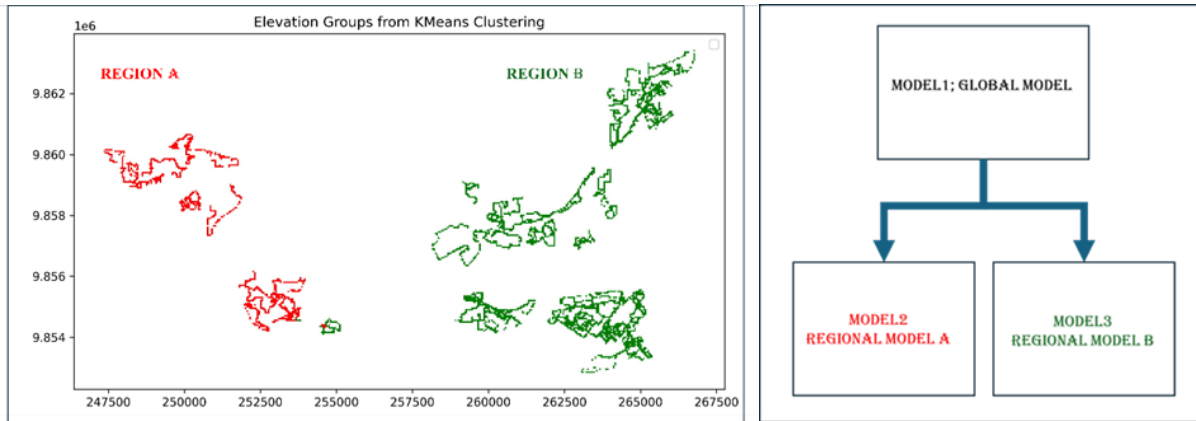 Elevation Groups from KMeans Clustering
1e6
REGION A
REGION B
9.862
9.860
9.858
9.856
9.854
247500 250000 252500 255000 257500 260000 262500 265000 267500
MODEL1; GLOBAL MODEL
MODEL2
REGIONAL MODEL A
MODEL3
REGIONAL MODEL B